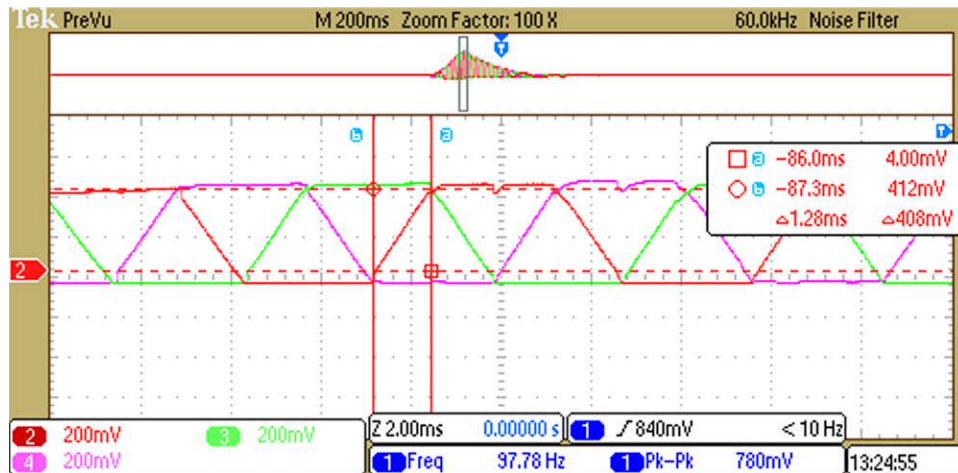 Tek PreVu M 200ms Zoom Factor: 100 X 60.0kHz Noise Filter
T
b a
T
a -86.0ms 4.00mV
b -87.3ms 412mV
△1.28ms △408mV
2
2 200mV 3 200mV
4 200mV
Z 2.00ms 0.00000 s
1 840mV < 10 Hz
1 Freq 97.78 Hz 1 Pk-Pk 780mV
13:24:55